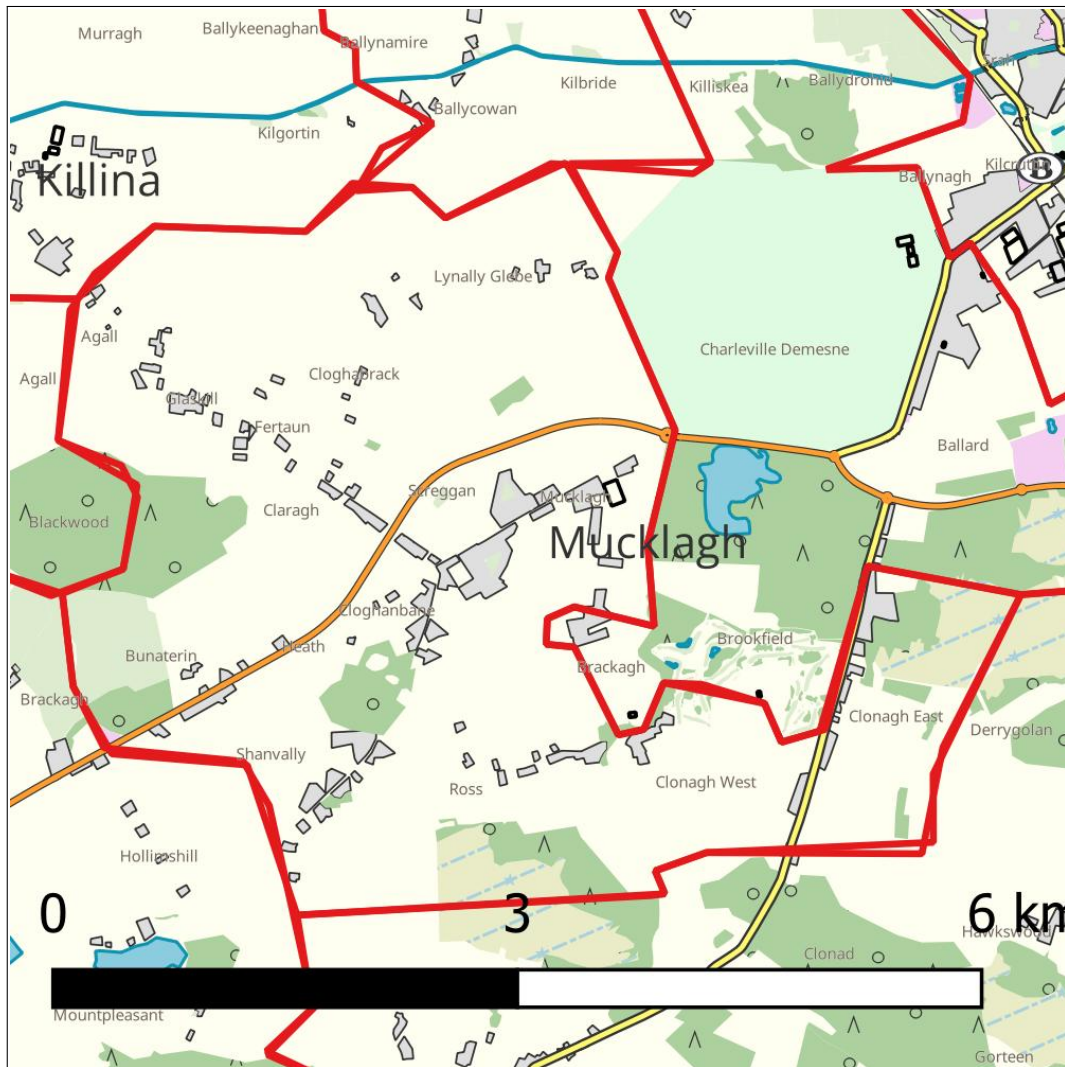 Murragh
Ballykeenaghan
Ballynamire
Srah
Kilbride
Killiskea
Ballydrohid
Ballycowan
Kilgortin
Killina
Ballynagh
Kilcruttin
B
Lynally Glebe
Agall
Charleville Demesne
Agall
Cloghabrack
Glaskill
Fertaun
Ballard
Streggan
Mucklagh
Claragh
Blackwood
Mucklagh
Cloghanbane
Heath
Brookfield
Bunaterin
Brackagh
Brackagh
Clonagh East
Derrygolan
Shanvally
Ross
Clonagh West
Hollimshill
0
3
6 km
Hawkswood
Clonad
Mountpleasant
Gorteen